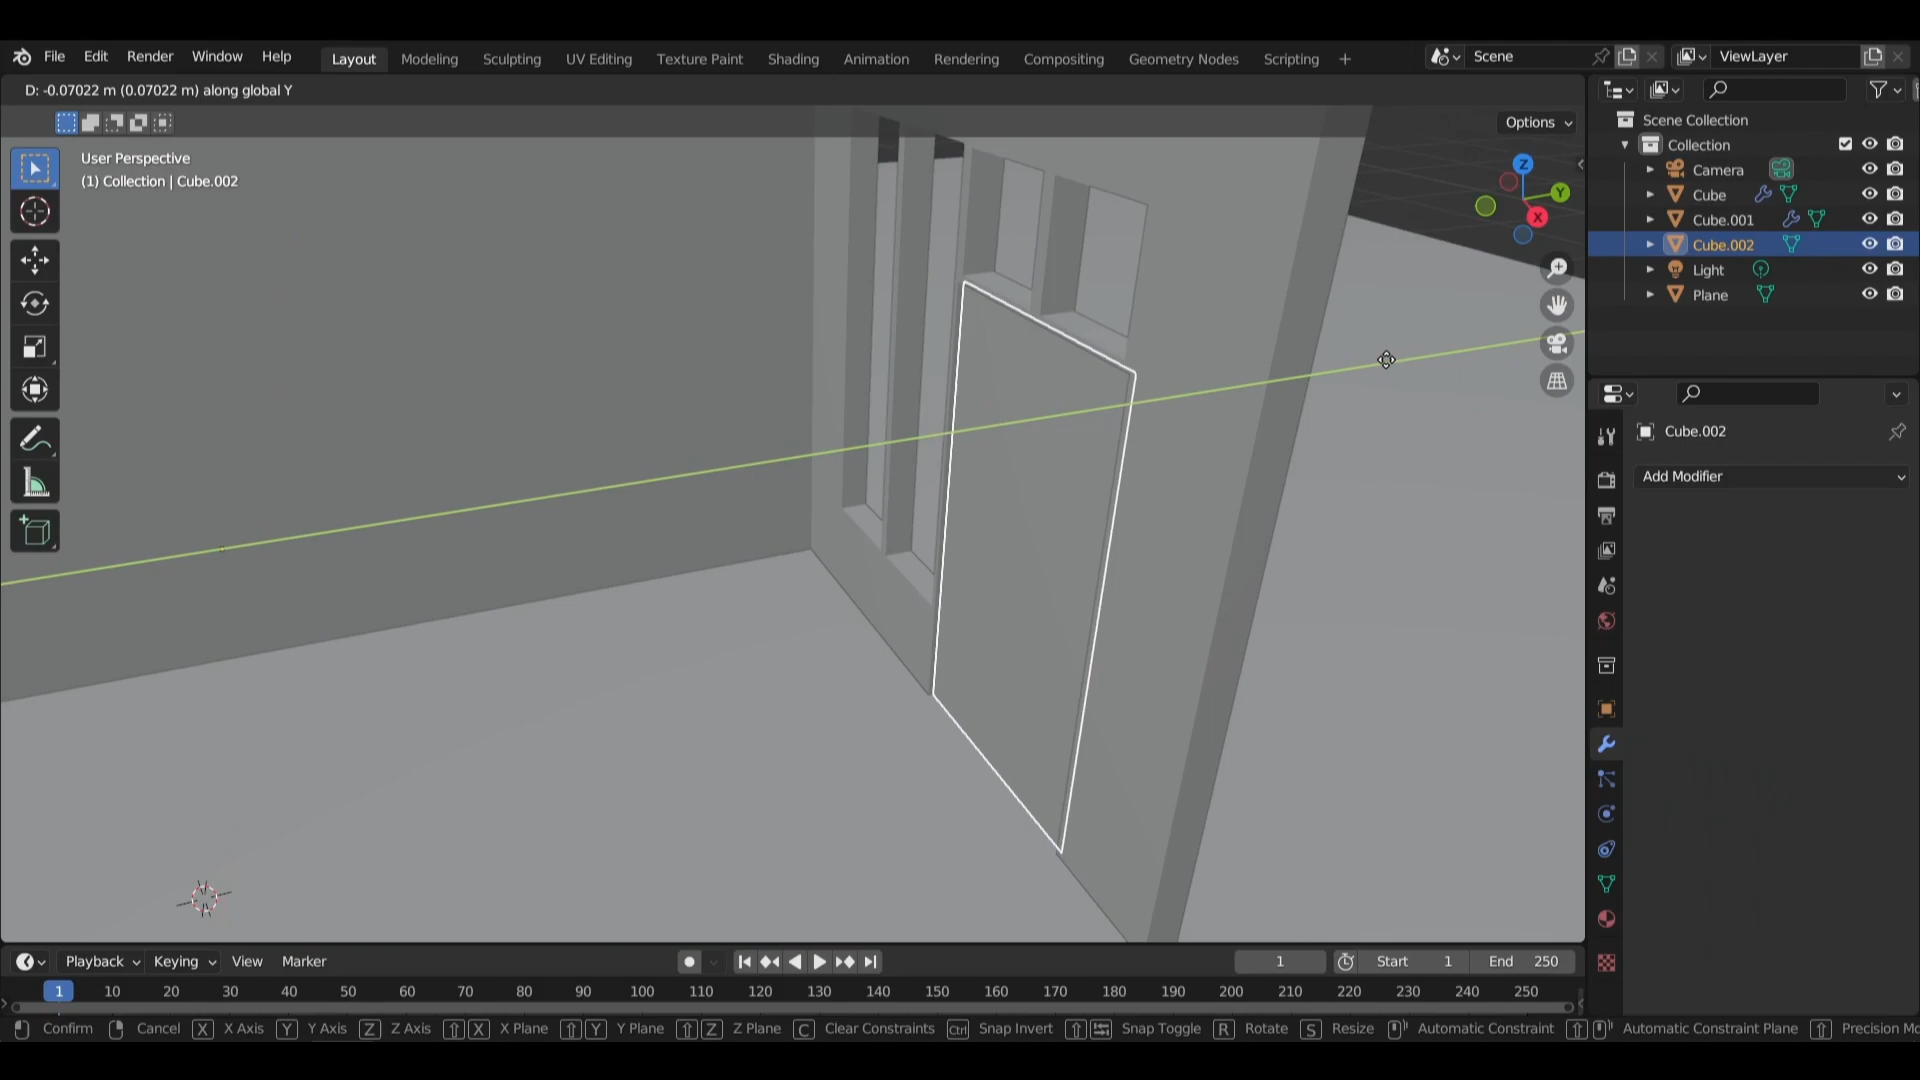 File Edit Render Window Help Layout Modeling Sculpting UV Editing Texture Paint Shading Animation Rendering Compositing Geometry Nodes Scripting + Scene ViewLayer
D: -0.07022 m (0.07022 m) along global Y
Options
User Perspective
(1) Collection | Cube.002
Z
Y
X
Scene Collection
Collection
Camera
Cube
Cube.001
Cube.002
Light
Plane
Cube.002
Add Modifier
Playback Keying View Marker 1 Start 1 End 250
1 10 20 30 40 50 60 70 80 90 100 110 120 130 140 150 160 170 180 190 200 210 220 230 240 250
Confirm Cancel X X Axis Y Y Axis Z Z Axis X X Plane Y Y Plane Z Z Plane C Clear Constraints Ctrl Snap Invert Snap Toggle R Rotate S Resize Automatic Constraint Automatic Constraint Plane Precision Mo